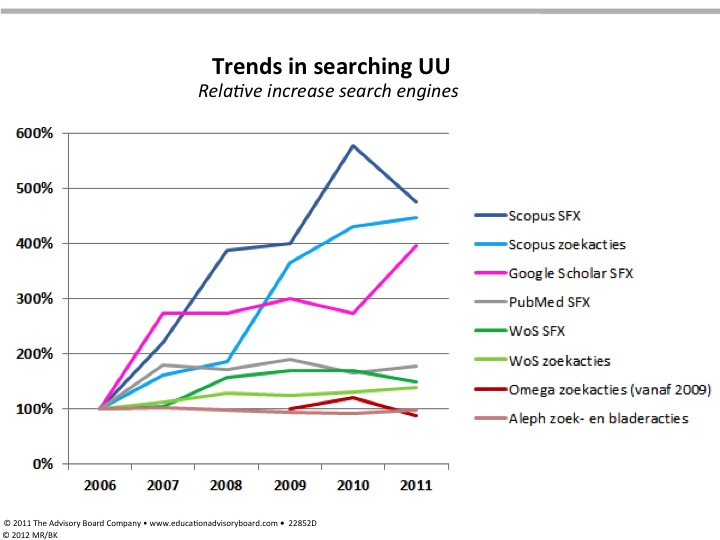 Trends in searching UU
Relative increase search engines
600%
500%
400%
300%
200%
100%
0%
2006 2007 2008 2009 2010 2011
Scopus SFX
Scopus zoekacties
Google Scholar SFX
PubMed SFX
WoS SFX
WoS zoekacties
Omega zoekacties (vanaf 2009)
Aleph zoek- en bladeracties
© 2011 The Advisory Board Company • www.educationadvisoryboard.com • 22852D
© 2012 MR/BK